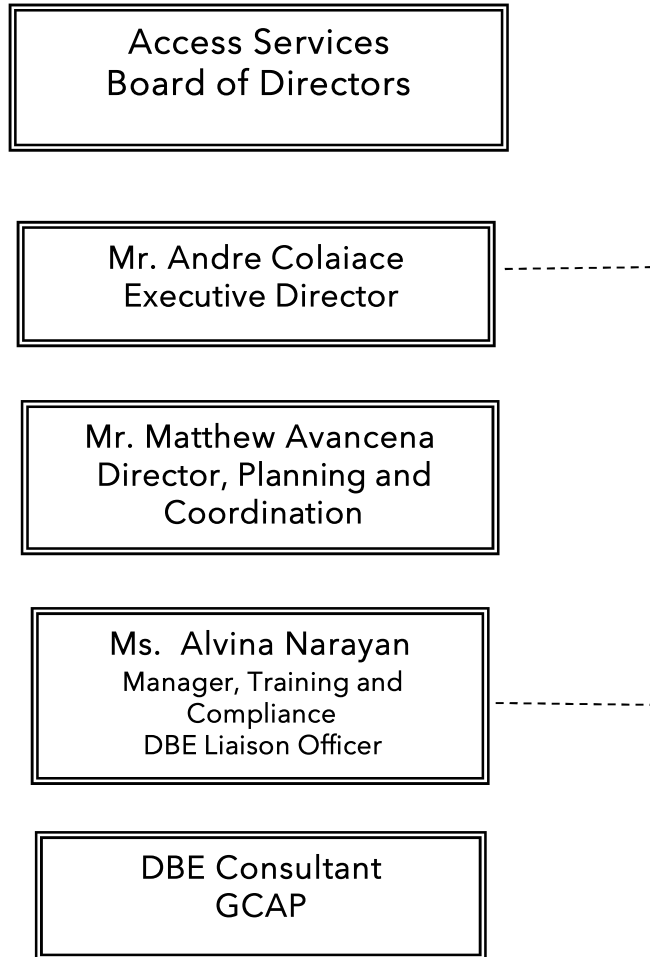 Access Services
Board of Directors
Mr. Andre Colaiace
Executive Director
Mr. Matthew Avancena
Director, Planning and
Coordination
Ms. Alvina Narayan
Manager, Training and
Compliance
DBE Liaison Officer
DBE Consultant
GCAP